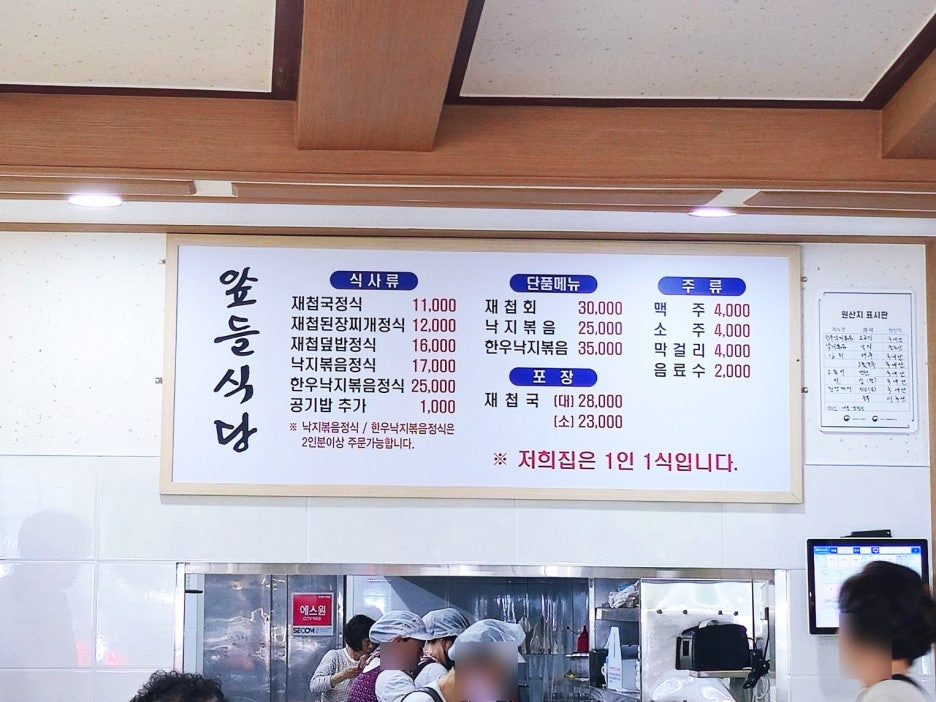 앞들식당
식사류
재첩국정식 11,000
재첩된장찌개정식 12,000
재첩덮밥정식 16,000
낙지볶음정식 17,000
한우낙지볶음정식 25,000
공기밥 추가 1,000
※ 낙지볶음정식 / 한우낙지볶음정식은
2인분이상 주문가능합니다.
단품메뉴
재첩회 30,000
낙지볶음 25,000
한우낙지볶음 35,000
포장
재첩국 (대) 28,000
(소) 23,000
주류
맥주 4,000
소주 4,000
막걸리 4,000
음료수 2,000
※ 저희집은 1인 1식입니다.
원산지 표시판
에스원
SECOM